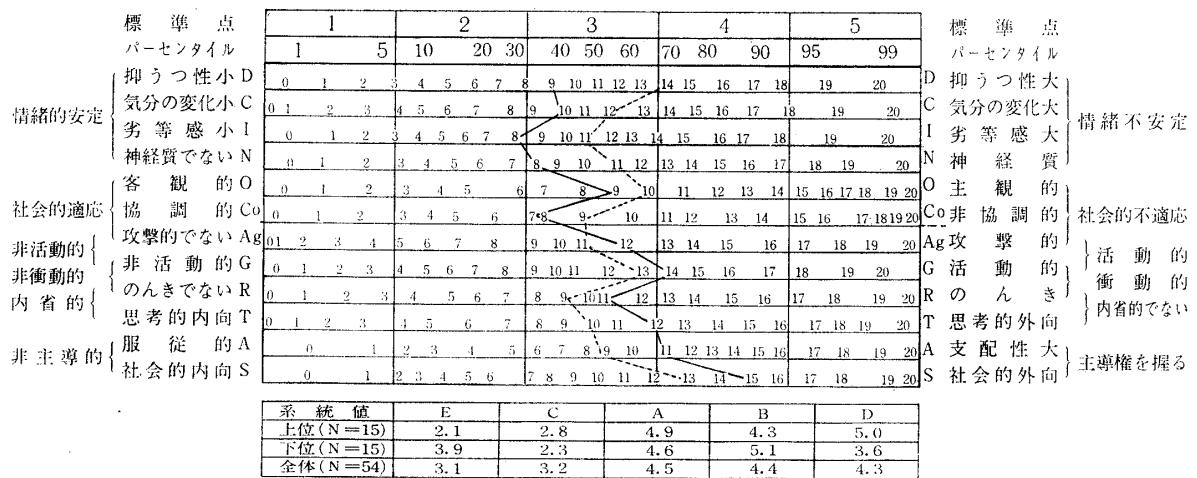 標準点 1 2 3 4 5 標準点
パーセンタイル 1 5 10 20 30 40 50 60 70 80 90 95 99 パーセンタイル
抑うつ性小 D 0 1 2 3 4 5 6 7 8 9 10 11 12 13 14 15 16 17 18 19 20 D 抑うつ性大
気分の変化小 C 0 1 2 3 4 5 6 7 8 9 10 11 12 13 14 15 16 17 18 19 20 C 気分の変化大
情緒的安定 情緒不安定
劣等感小 I 0 1 2 3 4 5 6 7 8 9 10 11 12 13 14 15 16 17 18 19 20 I 劣等感大
神経質でない N 0 1 2 3 4 5 6 7 8 9 10 11 12 13 14 15 16 17 18 19 20 N 神経質
客観的 O 0 1 2 3 4 5 6 7 8 9 10 11 12 13 14 15 16 17 18 19 20 O 主観的
社会的適応 協調的 Co 0 1 2 3 4 5 6 7 8 9 10 11 12 13 14 15 16 17 18 19 20 Co 非協調的 社会的不適応
攻撃的でない Ag 0 1 2 3 4 5 6 7 8 9 10 11 12 13 14 15 16 17 18 19 20 Ag 攻撃的
非活動的 活動的
非活動的 G 0 1 2 3 4 5 6 7 8 9 10 11 12 13 14 15 16 17 18 19 20 G 活動的
非衝動的 衝動的
のんきでない R 0 1 2 3 4 5 6 7 8 9 10 11 12 13 14 15 16 17 18 19 20 R のんき
内省的 内省的でない
思考的内向 T 0 1 2 3 4 5 6 7 8 9 10 11 12 13 14 15 16 17 18 19 20 T 思考的外向
服従的 A 0 1 2 3 4 5 6 7 8 9 10 11 12 13 14 15 16 17 18 19 20 A 支配性大
非主導的 主導権を握る
社会的内向 S 0 1 2 3 4 5 6 7 8 9 10 11 12 13 14 15 16 17 18 19 20 S 社会的外向
系統値 E C A B D
上位(N=15) 2.1 2.8 4.9 4.3 5.0
下位(N=15) 3.9 2.3 4.6 5.1 3.6
全体(N=54) 3.1 3.2 4.5 4.4 4.3